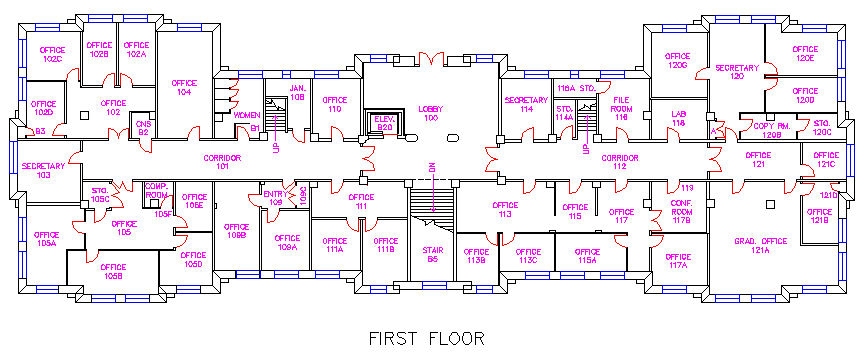 OFFICE
102C
OFFICE
102B
OFFICE
102A
OFFICE
104
OFFICE
102D
OFFICE
102
B3
CNS
B2
WOMEN
B1
JAN.
108
OFFICE
110
UP
ELEV.
B20
LOBBY
100
SECRETARY
114
116A STO.
STO.
114A
UP
FILE
ROOM
116
OFFICE
120G
SECRETARY
120
OFFICE
120E
OFFICE
120D
LAB
118
A
COPY RM.
120B
STO.
120C
SECRETARY
103
CORRIDOR
101
DN
CORRIDOR
112
OFFICE
121
OFFICE
121C
STO.
105C
COMP.
ROOM
105F
OFFICE
105E
ENTRY
109
109C
OFFICE
111
OFFICE
113
OFFICE
115
OFFICE
117
119
CONF.
ROOM
117B
121D
OFFICE
121B
OFFICE
105A
OFFICE
105
OFFICE
105B
OFFICE
105D
OFFICE
109B
OFFICE
109A
OFFICE
111A
OFFICE
111B
STAIR
B5
OFFICE
113B
OFFICE
113C
OFFICE
115A
OFFICE
117A
GRAD. OFFICE
121A
FIRST FLOOR